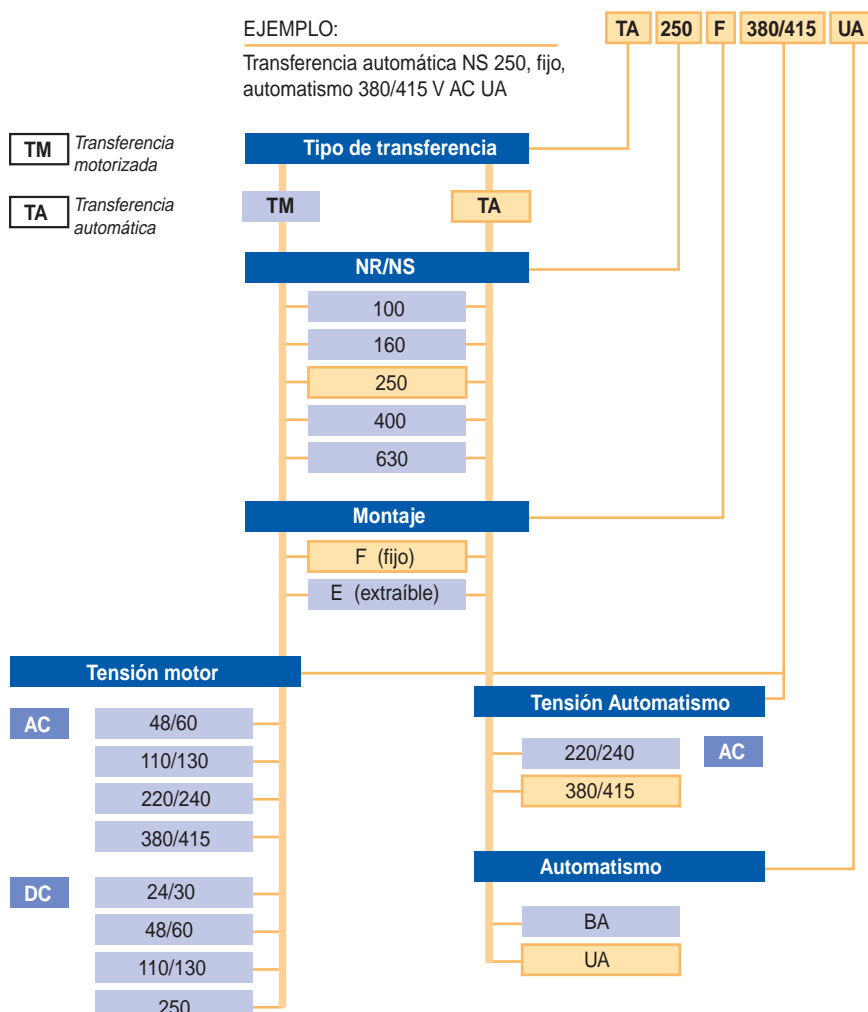 EJEMPLO:
TA 250 F 380/415 UA
Transferencia automática NS 250, fijo,
automatismo 380/415 V AC UA
TM Transferencia
motorizada
TA Transferencia
automática
Tipo de transferencia
TM TA
NR/NS
100
160
250
400
630
Montaje
F (fijo)
E (extraíble)
Tensión motor
AC 48/60
110/130
220/240
380/415
DC 24/30
48/60
110/130
250
Tensión Automatismo
220/240 AC
380/415
Automatismo
BA
UA